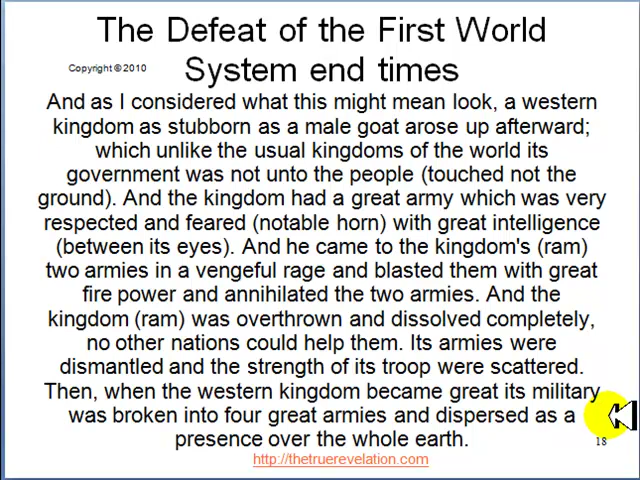 The Defeat of the First World
Copyright © 2010
System end times
And as I considered what this might mean look, a western
kingdom as stubborn as a male goat arose up afterward;
which unlike the usual kingdoms of the world its
government was not unto the people (touched not the
ground). And the kingdom had a great army which was very
respected and feared (notable horn) with great intelligence
(between its eyes). And he came to the kingdom's (ram)
two armies in a vengeful rage and blasted them with great
fire power and annihilated the two armies. And the
kingdom (ram) was overthrown and dissolved completely,
no other nations could help them. Its armies were
dismantled and the strength of its troop were scattered.
Then, when the western kingdom became great its military
was broken into four great armies and dispersed as a
presence over the whole earth.
18
http://thetruerevelation.com